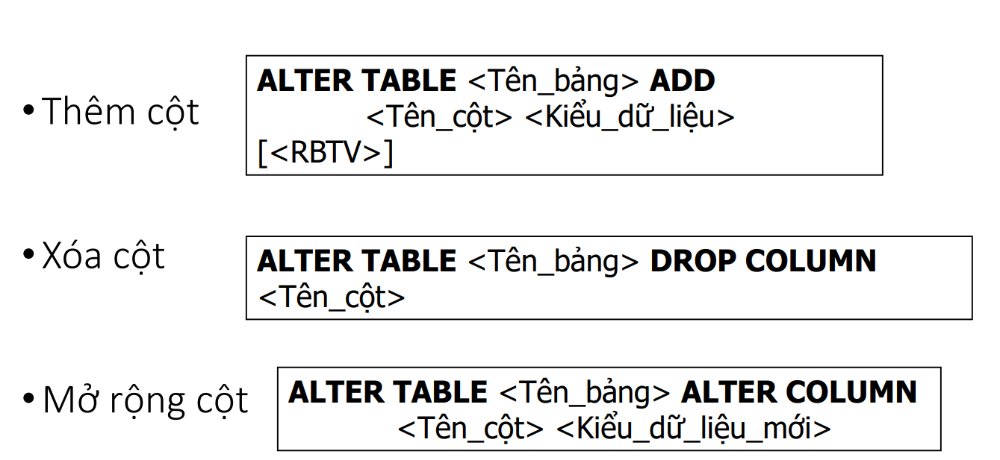 • Thêm cột
ALTER TABLE <Tên_bảng> ADD
<Tên_cột> <Kiểu_dữ_liệu>
[<RBTV>]
• Xóa cột
ALTER TABLE <Tên_bảng> DROP COLUMN
<Tên_cột>
• Mở rộng cột
ALTER TABLE <Tên_bảng> ALTER COLUMN
<Tên_cột> <Kiểu_dữ_liệu_mới>